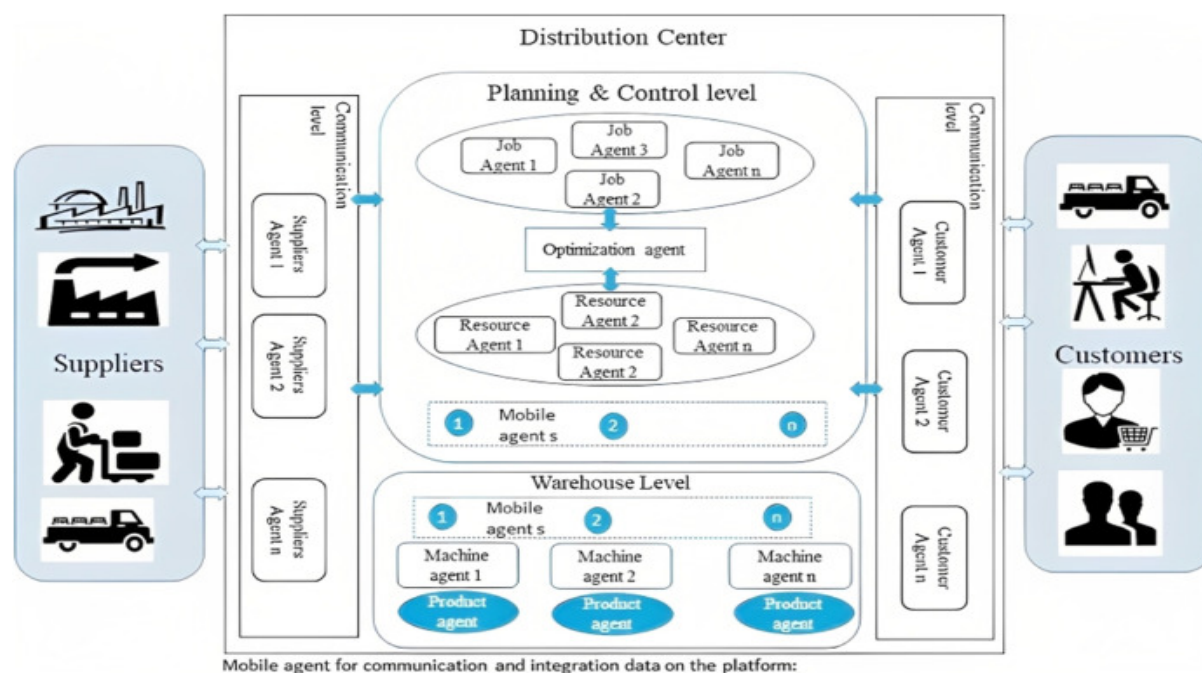 Distribution Center
Planning & Control level
Communication
level
Suppliers
Agent 1
Suppliers
Agent 2
Suppliers
Agent n
Suppliers
Job
Agent 1
Job
Agent 3
Job
Agent n
Job
Agent 2
Optimization agent
Resource
Agent 2
Resource
Agent 1
Resource
Agent n
Resource
Agent 2
1
Mobile
agent s
2
n
Warehouse Level
1
Mobile
agent s
2
n
Machine
agent 1
Machine
agent 2
Machine
agent n
Product
agent
Product
agent
Product
agent
Communication
level
Customer
Agent 1
Customer
Agent 2
Customer
Agent n
Customers
Mobile agent for communication and integration data on the platform: